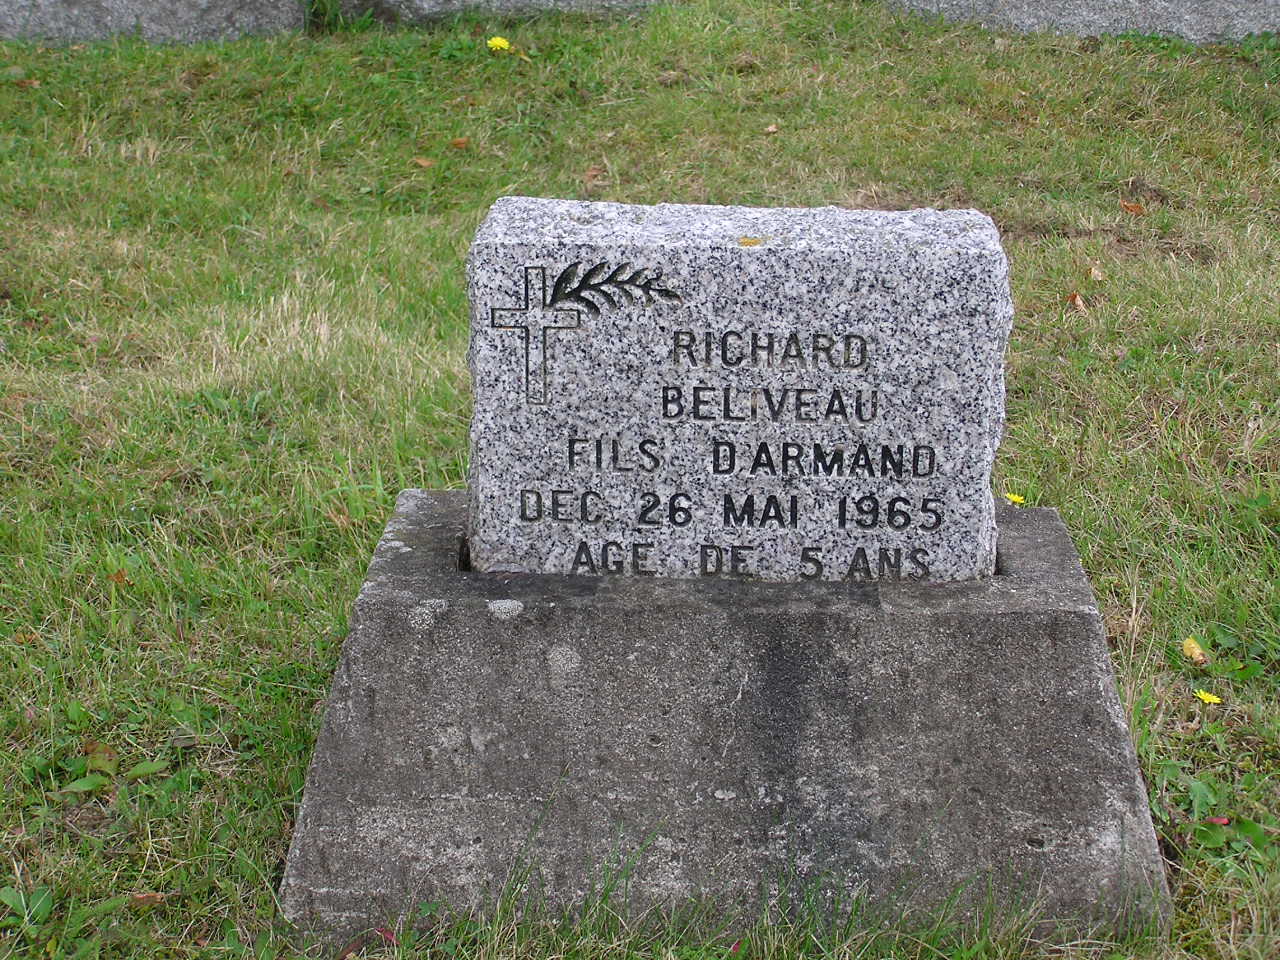 RICHARD
BELIVEAU
FILS D'ARMAND
DEC. 26 MAI 1965
AGE DE 5 ANS